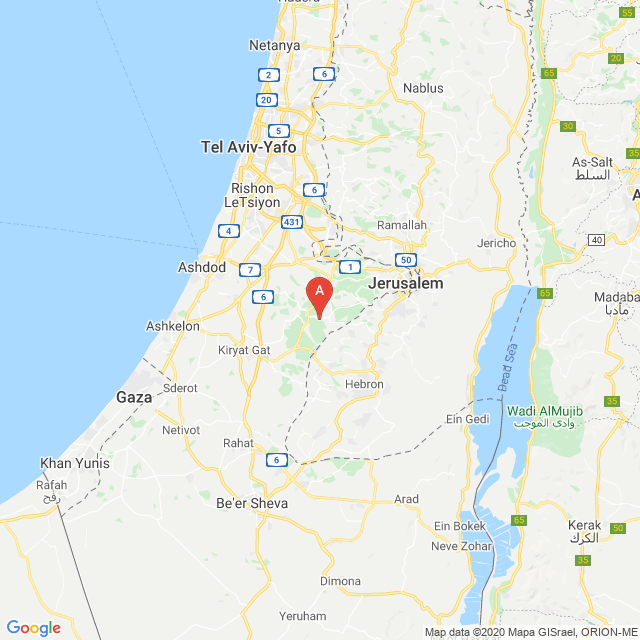 Hadera
55
Netanya
2
6
65
85
Nablus
20
5
30
Tel Aviv-Yafo
20
As-Salt
السلط
Rishon
LeTsiyon
6
A
431
Ramallah
4
Jericho
40
50
Ashdod
7
1
Jerusalem
6
65
Madaba
مادبا
A
Ashkelon
Kiryat Gat
Dead Sea
Sderot
Hebron
Gaza
35
Netivot
Ein Gedi
Wadi AlMujib
وادي الموجب
Rahat
Khan Yunis
6
Rafah
رفح
Arad
Be'er Sheva
65
Ein Bokek
Kerak
الكرك
50
Neve Zohar
35
Dimona
Yeruham
Google
Map data ©2020 Mapa GISrael, ORION-ME